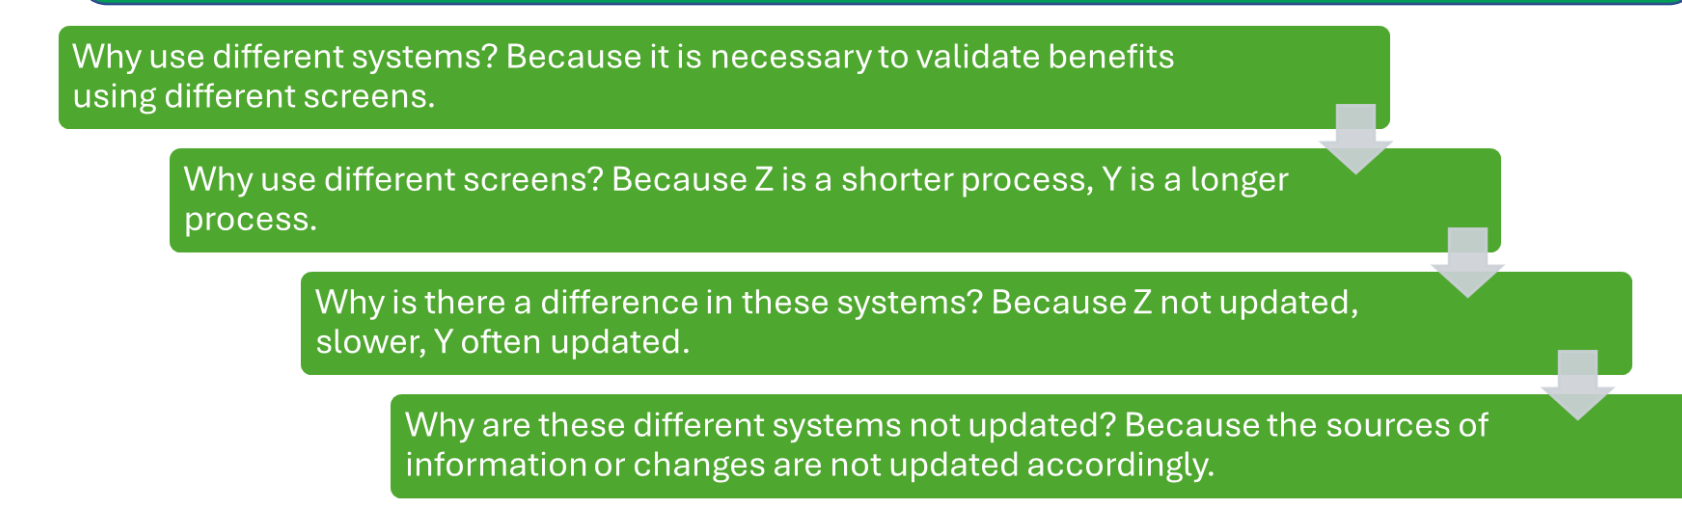 Why use different systems? Because it is necessary to validate benefits
using different screens.
Why use different screens? Because Z is a shorter process, Y is a longer
process.
Why is there a difference in these systems? Because Z not updated,
slower, Y often updated.
Why are these different systems not updated? Because the sources of
information or changes are not updated accordingly.